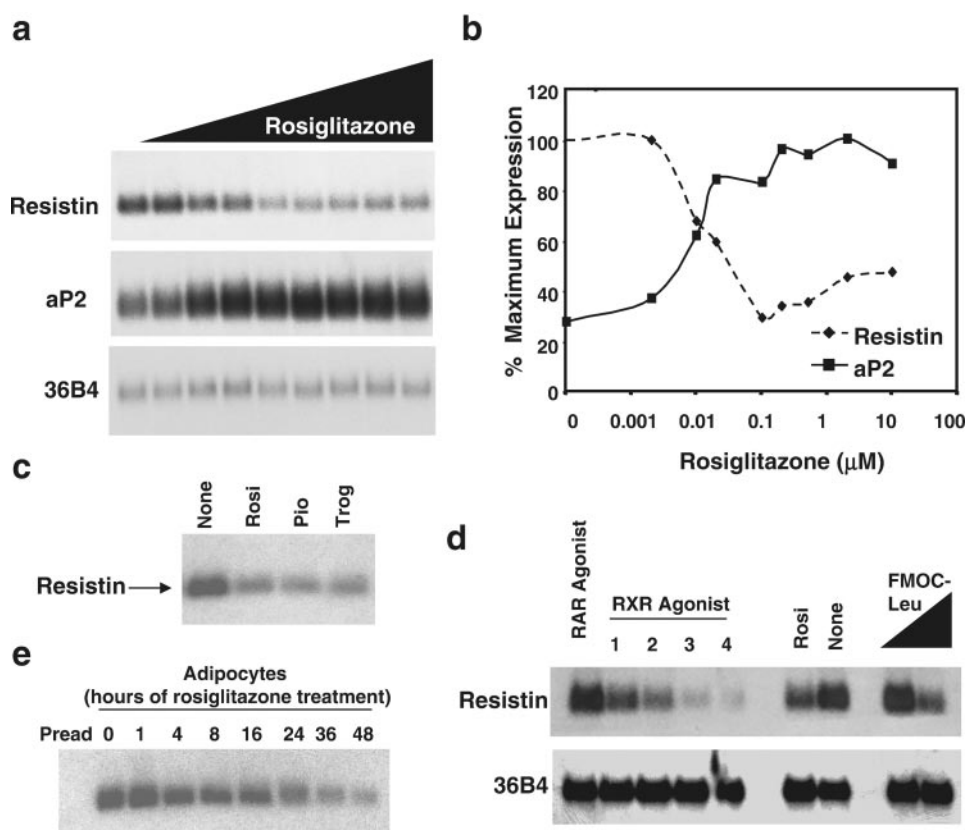 a
Rosiglitazone
Resistin
aP2
36B4
b
% Maximum Expression
120
100
80
60
40
20
0
0 0.001 0.01 0.1 1 10 100
Rosiglitazone (μM)
Resistin
aP2
c
None Rosi Pio Trog
Resistin
d
RAR Agonist
RXR Agonist
1 2 3 4
Rosi None
FMOC-
Leu
Resistin
36B4
e
Adipocytes
(hours of rosiglitazone treatment)
Pread 0 1 4 8 16 24 36 48